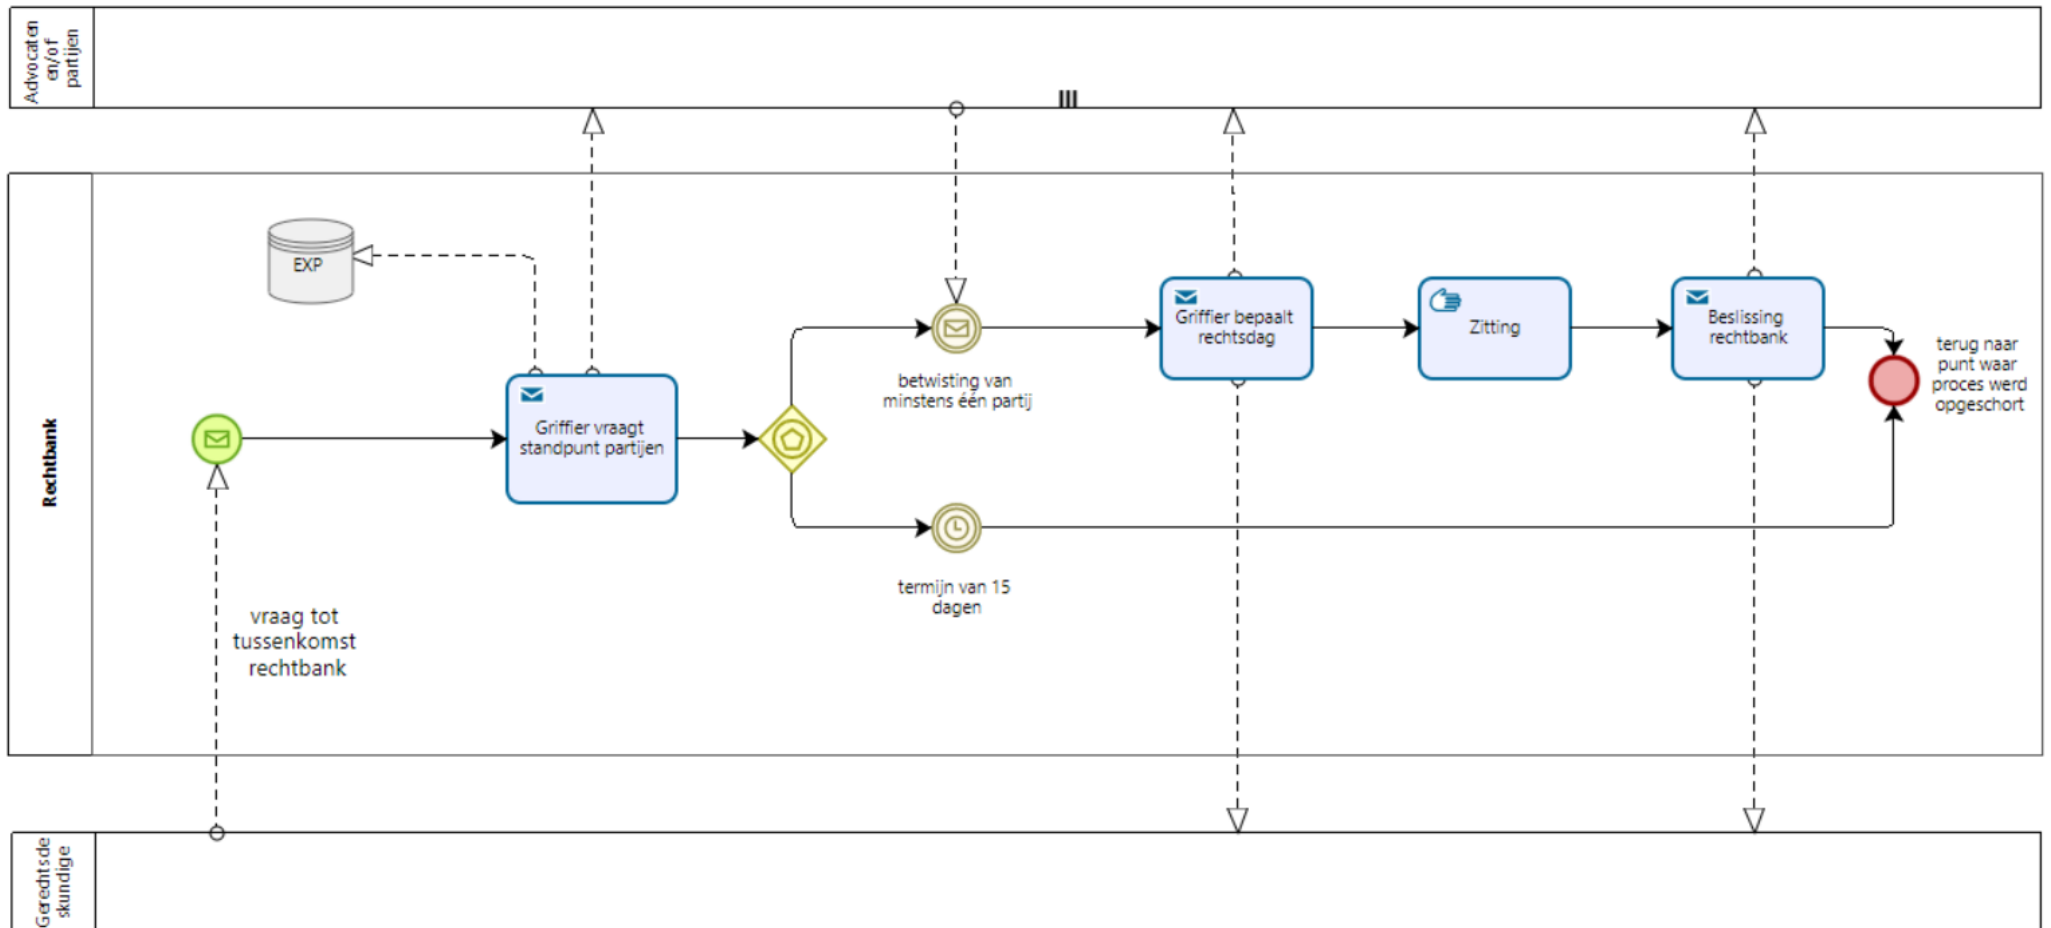 Advocaten
en/of
partijen
Rechtbank
EXP
Griffier vraagt
standpunt partijen
betwisting van
minstens één partij
termijn van 15
dagen
Griffier bepaalt
rechtsdag
Zitting
Beslissing
rechtbank
terug naar
punt waar
proces werd
opgeschort
vraag tot
tussenkomst
rechtbank
Gerechtsde
skundige